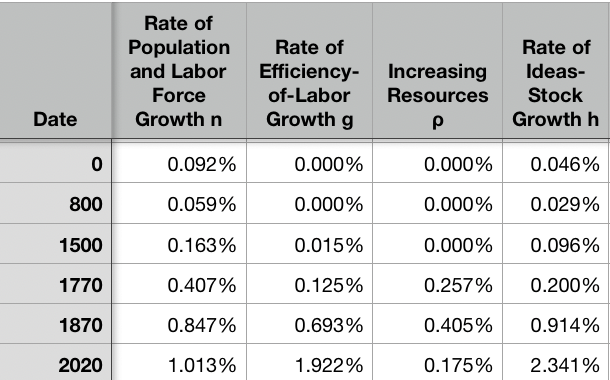 Date Rate of Population and Labor Force Growth n Rate of Efficiency-of-Labor Growth g Increasing Resources ρ Rate of Ideas-Stock Growth h
0 0.092% 0.000% 0.000% 0.046%
800 0.059% 0.000% 0.000% 0.029%
1500 0.163% 0.015% 0.000% 0.096%
1770 0.407% 0.125% 0.257% 0.200%
1870 0.847% 0.693% 0.405% 0.914%
2020 1.013% 1.922% 0.175% 2.341%